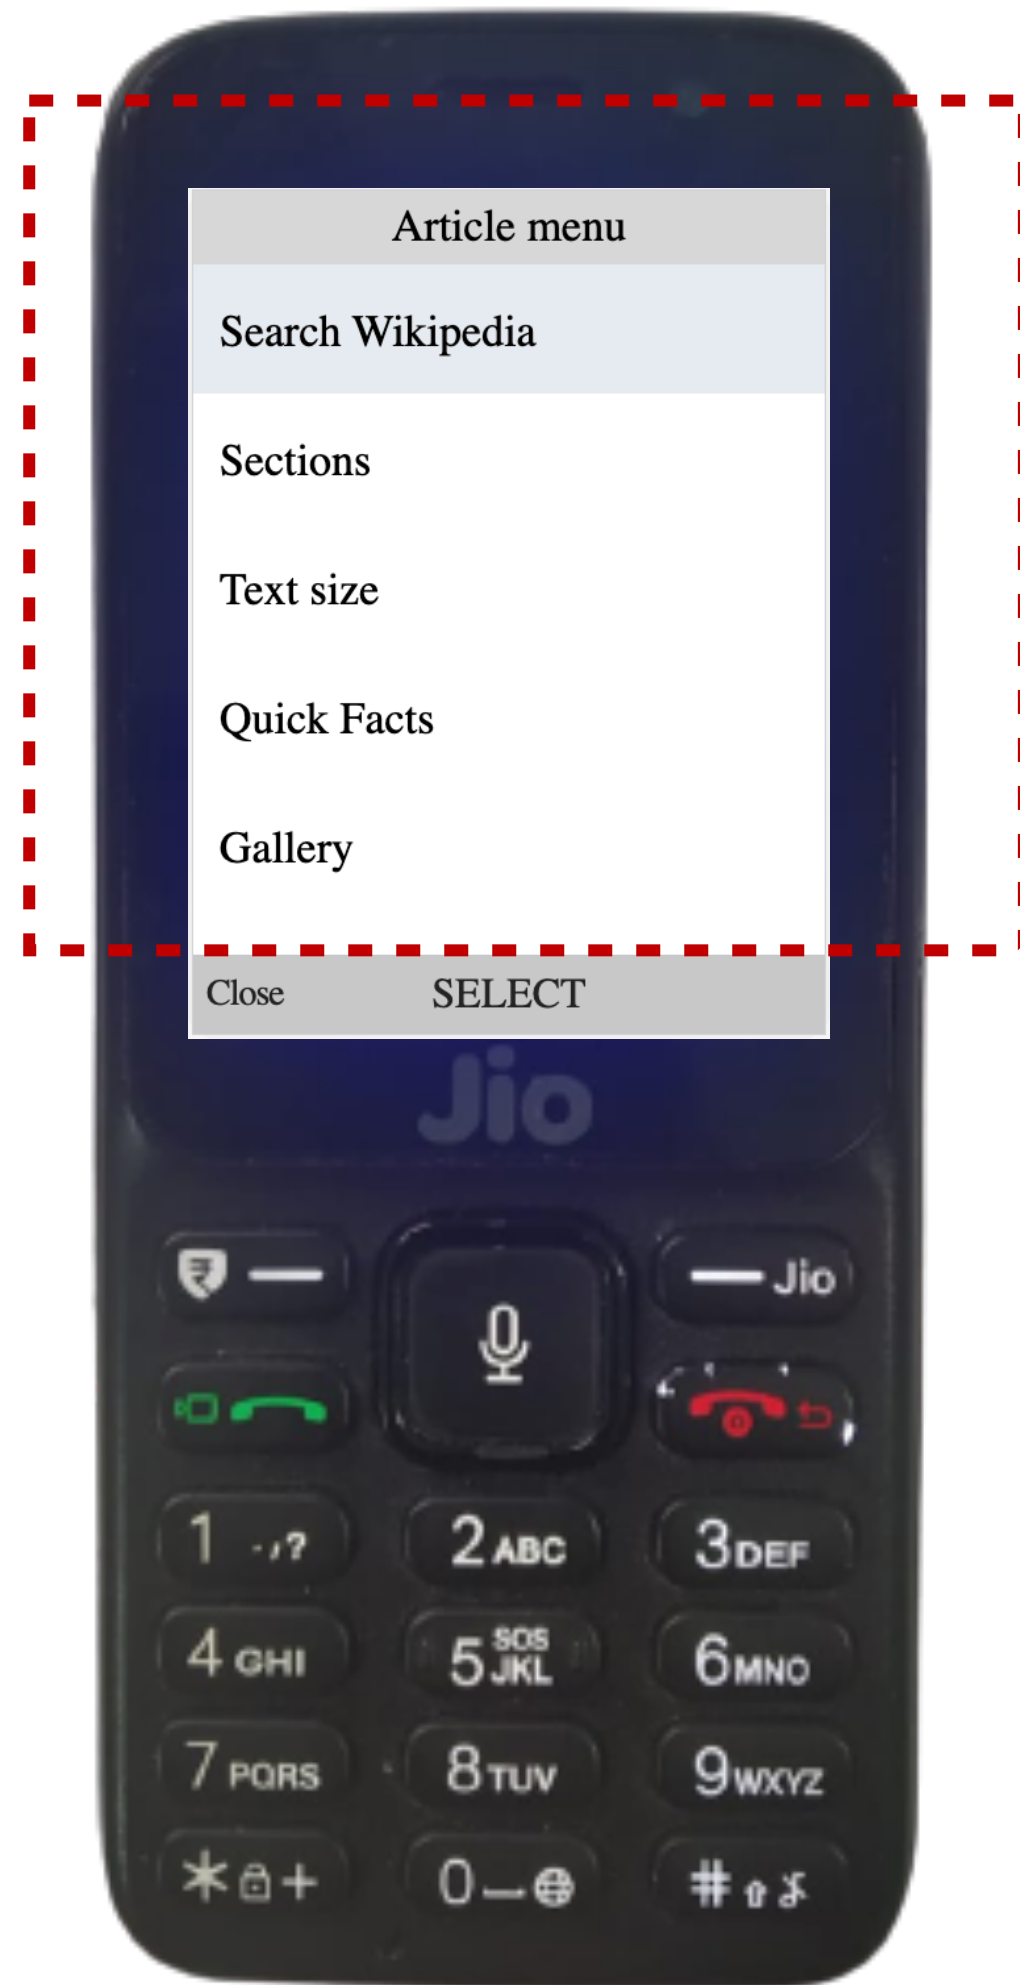 Article menu
Search Wikipedia
Sections
Text size
Quick Facts
Gallery
Close SELECT
Jio
₹ — — Jio
1 .,? 2 ABC 3 DEF
4 GHI 5 SOS JKL 6 MNO
7 PQRS 8 TUV 9 WXYZ
* + 0 _ #